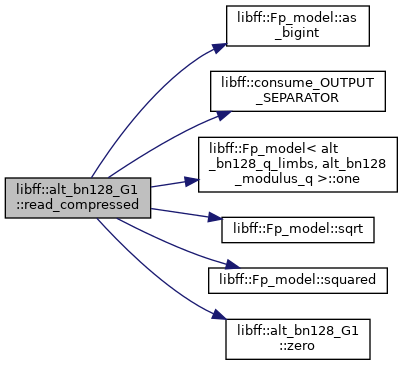 libff::alt_bn128_G1
::read_compressed
libff::Fp_model::as
_bigint
libff::consume_OUTPUT
_SEPARATOR
libff::Fp_model< alt
_bn128_q_limbs, alt_bn128
_modulus_q >::one
libff::Fp_model::sqrt
libff::Fp_model::squared
libff::alt_bn128_G1
::zero